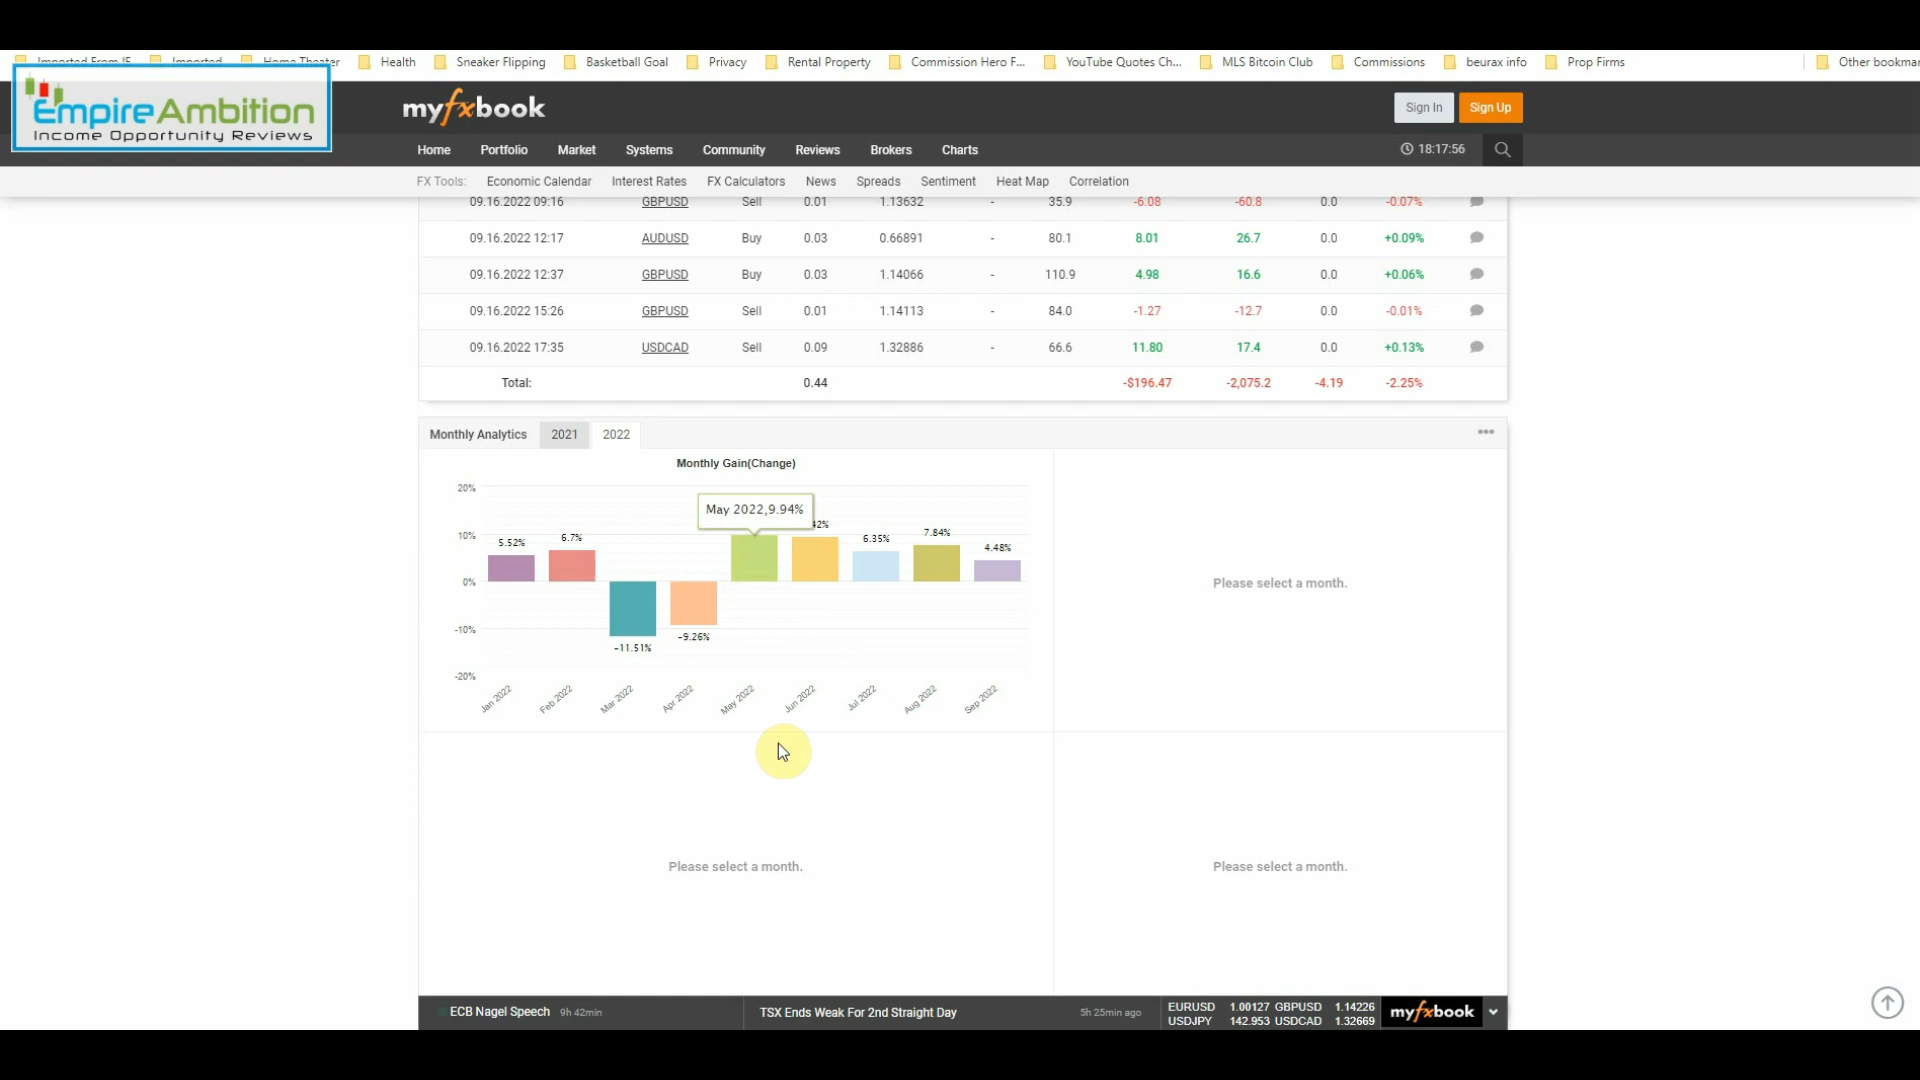 Health Sneaker Flipping Basketball Goal Privacy Rental Property Commission Hero F... YouTube Quotes Ch... MLS Bitcoin Club Commissions beurax info Prop Firms Other bookmar
EmpireAmbition
Income Opportunity Reviews
myfxbook
Sign In Sign Up
Home Portfolio Market Systems Community Reviews Brokers Charts 18:17:56
FX Tools: Economic Calendar Interest Rates FX Calculators News Spreads Sentiment Heat Map Correlation
09.16.2022 09:16 GBPUSD Sell 0.01 1.13632 - 35.9 -6.08 -60.8 0.0 -0.07%
09.16.2022 12:17 AUDUSD Buy 0.03 0.66891 - 80.1 8.01 26.7 0.0 +0.09%
09.16.2022 12:37 GBPUSD Buy 0.03 1.14066 - 110.9 4.98 16.6 0.0 +0.06%
09.16.2022 15:26 GBPUSD Sell 0.01 1.14113 - 84.0 -1.27 -12.7 0.0 -0.01%
09.16.2022 17:35 USDCAD Sell 0.09 1.32886 - 66.6 11.80 17.4 0.0 +0.13%
Total: 0.44 -$196.47 -2,075.2 -4.19 -2.25%
Monthly Analytics 2021 2022
Monthly Gain(Change)
20%
May 2022,9.94%
42%
10% 5.52% 6.7% 6.35% 7.84% 4.48%
0%
Please select a month.
-10% -11.51% -9.26%
-20%
Jan 2022 Feb 2022 Mar 2022 Apr 2022 May 2022 Jun 2022 Jul 2022 Aug 2022 Sep 2022
Please select a month. Please select a month.
ECB Nagel Speech 9h 42min TSX Ends Weak For 2nd Straight Day 5h 25min ago
EURUSD 1.00127 GBPUSD 1.14226
USDJPY 142.953 USDCAD 1.32669
myfxbook